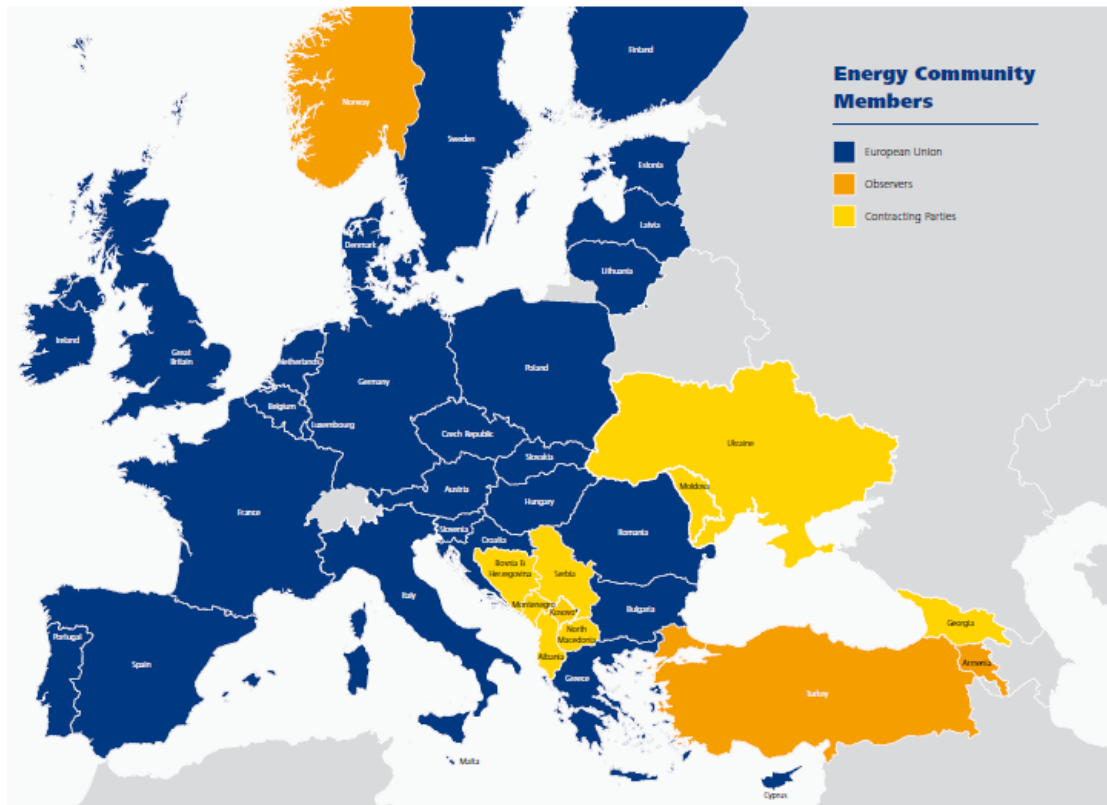 Energy Community
Members
European Union
Observers
Contracting Parties
Finland
Norway
Sweden
Estonia
Latvia
Denmark
Lithuania
Ireland
Great
Britain
Netherlands
Germany
Poland
Belgium
Luxembourg
Czech Republic
Ukraine
Slovakia
Austria
Moldova
Hungary
France
Slovenia
Romania
Croatia
Bosnia &
Herzegovina
Serbia
Italy
Montenegro
Kosovo*
Bulgaria
Georgia
Portugal
North
Macedonia
Albania
Spain
Armenia
Greece
Turkey
Malta
Cyprus